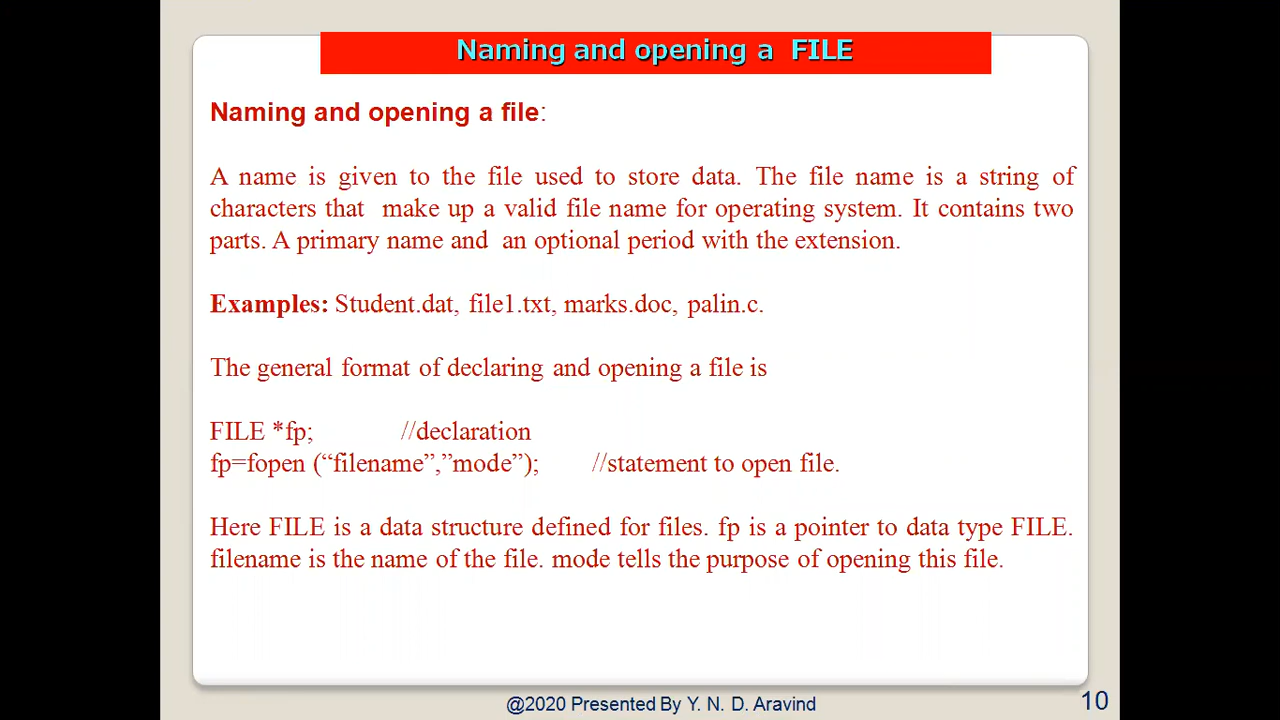 Naming and opening a FILE
Naming and opening a file:
A name is given to the file used to store data. The file name is a string of
characters that make up a valid file name for operating system. It contains two
parts. A primary name and an optional period with the extension.
Examples: Student.dat, file1.txt, marks.doc, palin.c.
The general format of declaring and opening a file is
FILE *fp; //declaration
fp=fopen (“filename”,”mode”); //statement to open file.
Here FILE is a data structure defined for files. fp is a pointer to data type FILE.
filename is the name of the file. mode tells the purpose of opening this file.
@2020 Presented By Y. N. D. Aravind
10